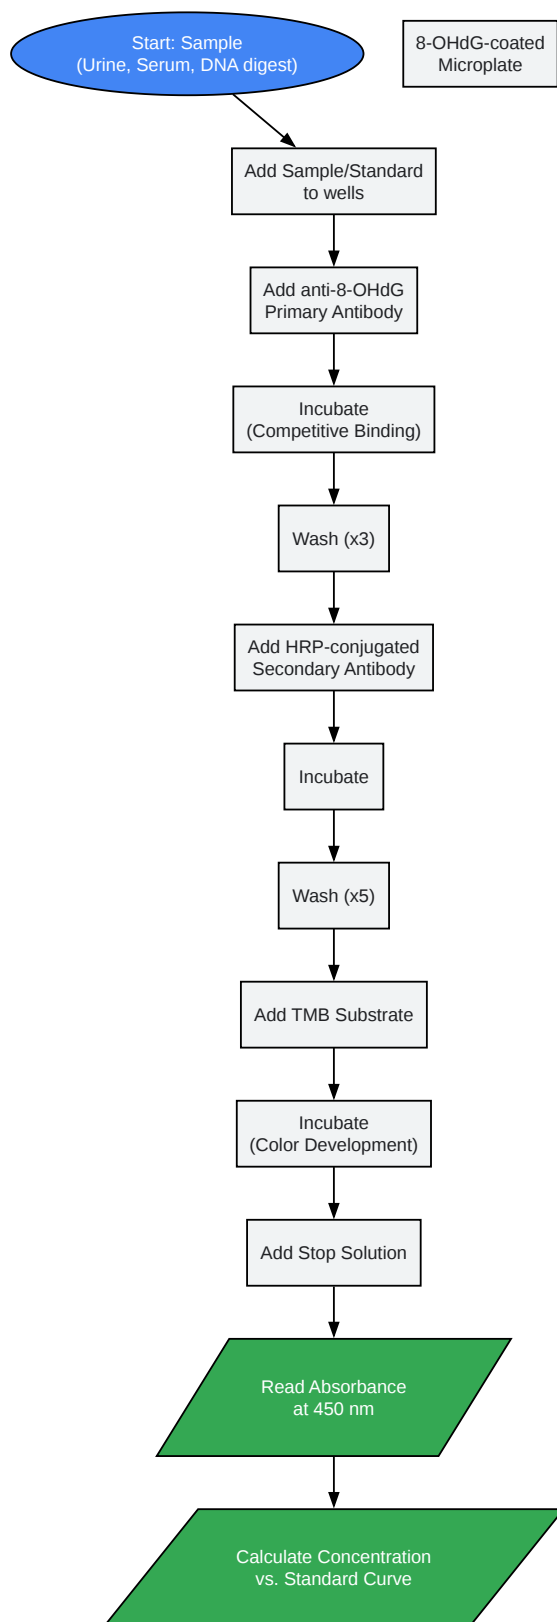 Start: Sample
(Urine, Serum, DNA digest)
8-OHdG-coated
Microplate
Add Sample/Standard
to wells
Add anti-8-OHdG
Primary Antibody
Incubate
(Competitive Binding)
Wash (x3)
Add HRP-conjugated
Secondary Antibody
Incubate
Wash (x5)
Add TMB Substrate
Incubate
(Color Development)
Add Stop Solution
Read Absorbance
at 450 nm
Calculate Concentration
vs. Standard Curve